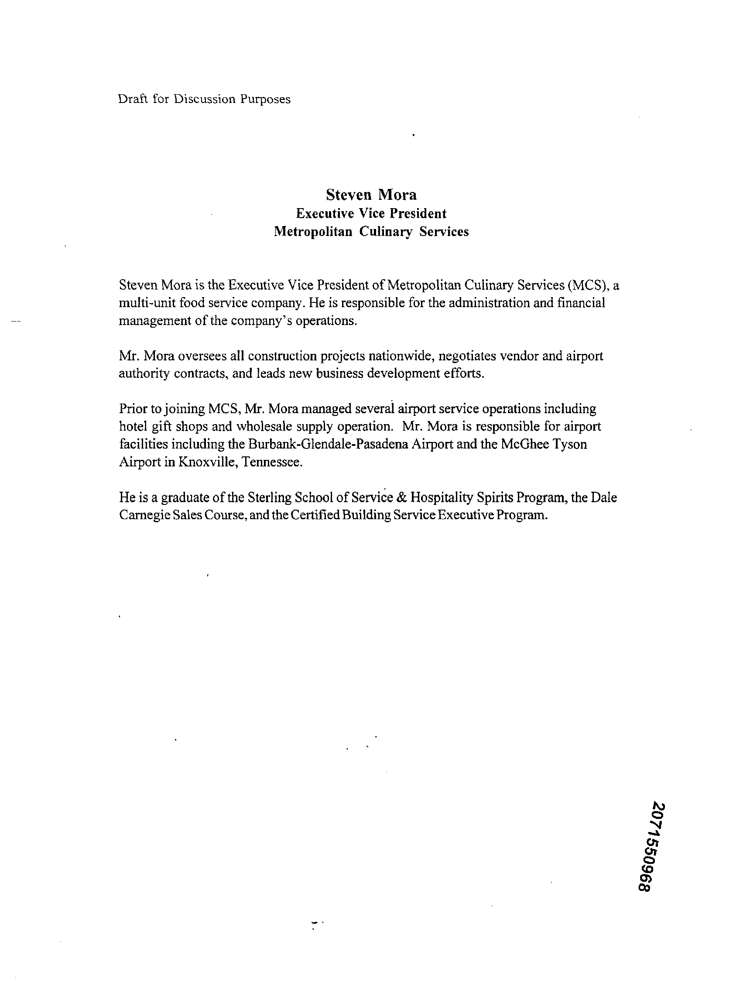 Draft for Discussion Purposes
Steven Mora
Executive Vice President
Metropolitan Culinary Services
Steven Mora is the Executive Vice President of Metropolitan Culinary Services (MCS), a
multi-unit food service company. He is responsible for the administration and financial
management of the company's operations.
Mr. Mora oversees all construction projects nationwide, negotiates vendor and airport
authority contracts, and leads new business development efforts.
Prior to joining MCS, Mr. Mora managed several airport service operations including
hotel gift shops and wholesale supply operation. Mr. Mora is responsible for airport
facilities including the Burbank-Glendale-Pasadena Airport and the McGhee Tyson
Airport in Knoxville, Tennessee.
He is a graduate of the Sterling School of Service & Hospitality Spirits Program, the Dale
Carnegie Sales Course, and the Certified Building Service Executive Program.
2071550968